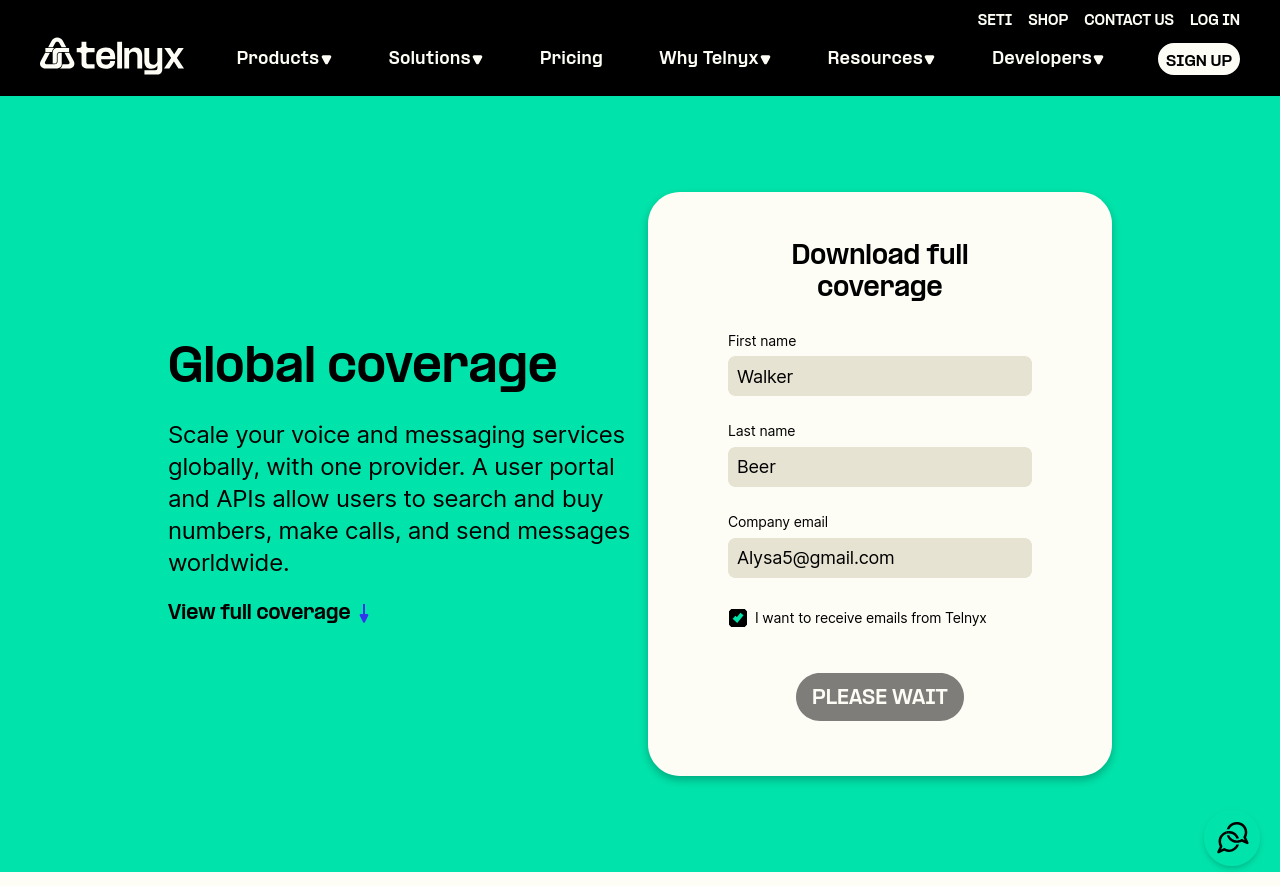 SETI SHOP CONTACT US LOG IN
telnyx Products Solutions Pricing Why Telnyx Resources Developers SIGN UP
Global coverage
Scale your voice and messaging services
globally, with one provider. A user portal
and APIs allow users to search and buy
numbers, make calls, and send messages
worldwide.
View full coverage
Download full
coverage
First name
Walker
Last name
Beer
Company email
Alysa5@gmail.com
I want to receive emails from Telnyx
PLEASE WAIT